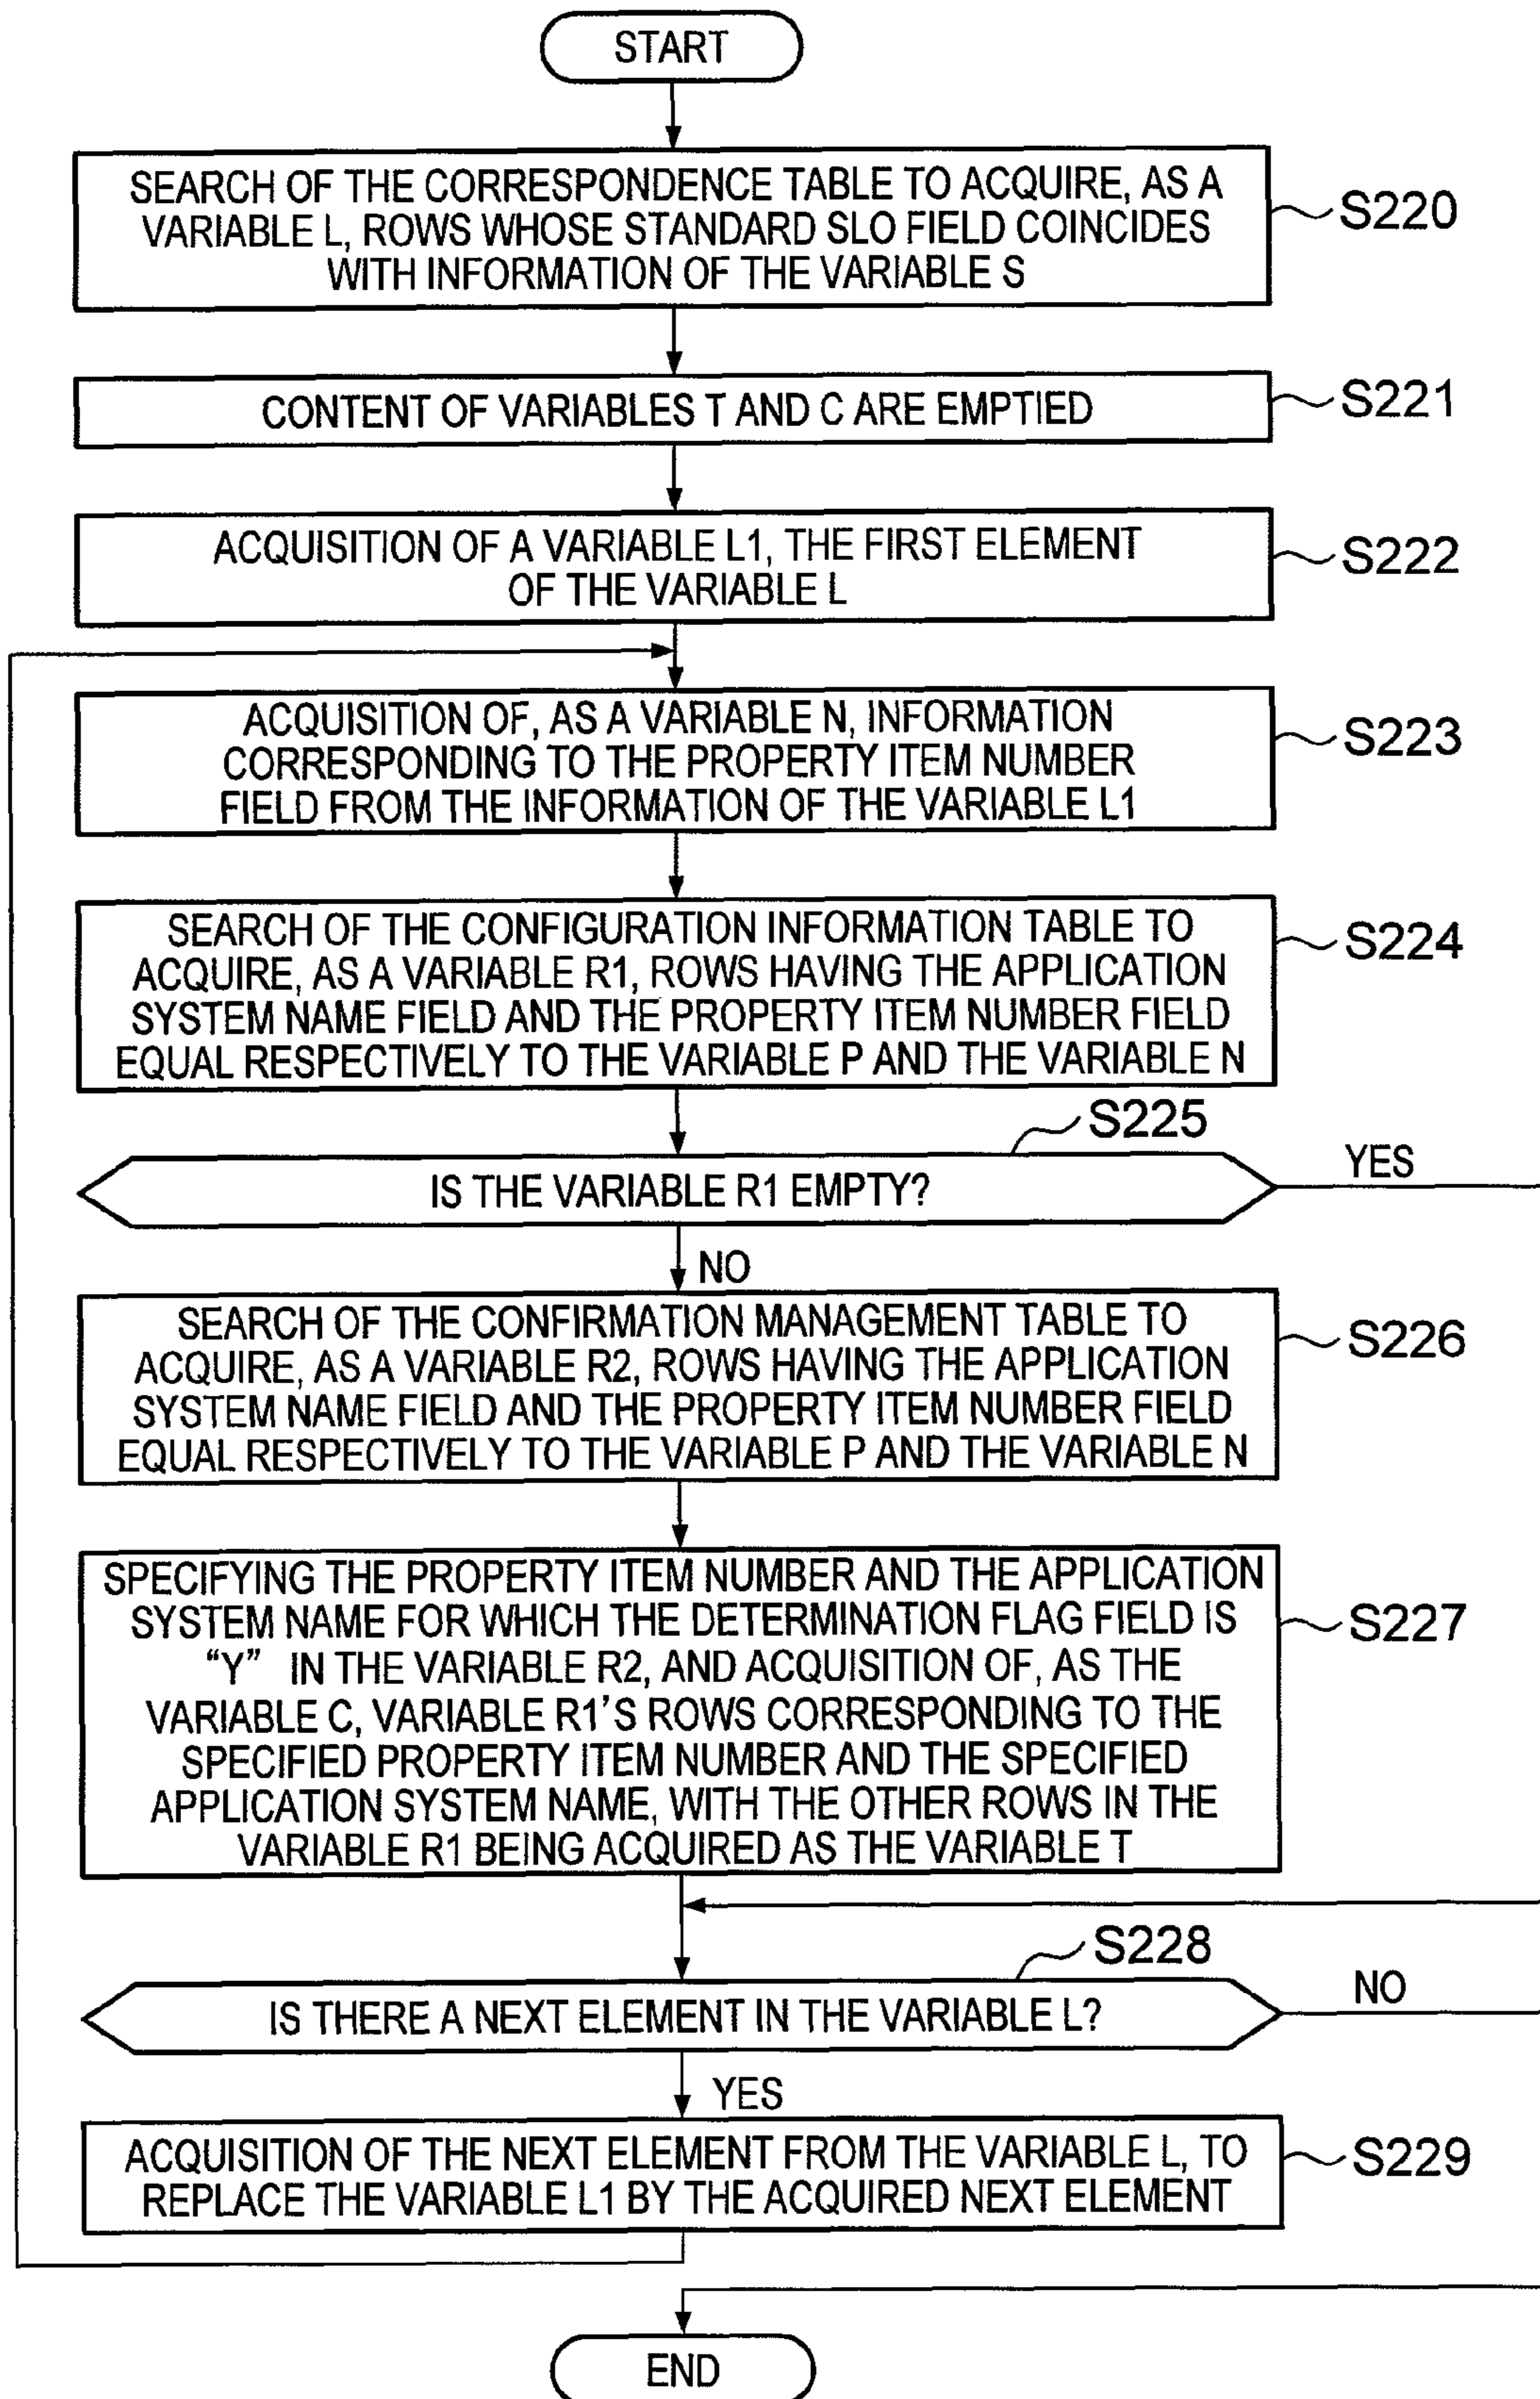 START
SEARCH OF THE CORRESPONDENCE TABLE TO ACQUIRE, AS A
VARIABLE L, ROWS WHOSE STANDARD SLO FIELD COINCIDES
WITH INFORMATION OF THE VARIABLE S
S220
CONTENT OF VARIABLES T AND C ARE EMPTIED
S221
ACQUISITION OF A VARIABLE L1, THE FIRST ELEMENT
OF THE VARIABLE L
S222
ACQUISITION OF, AS A VARIABLE N, INFORMATION
CORRESPONDING TO THE PROPERTY ITEM NUMBER
FIELD FROM THE INFORMATION OF THE VARIABLE L1
S223
SEARCH OF THE CONFIGURATION INFORMATION TABLE TO
ACQUIRE, AS A VARIABLE R1, ROWS HAVING THE APPLICATION
SYSTEM NAME FIELD AND THE PROPERTY ITEM NUMBER FIELD
EQUAL RESPECTIVELY TO THE VARIABLE P AND THE VARIABLE N
S224
S225
IS THE VARIABLE R1 EMPTY?
YES
NO
SEARCH OF THE CONFIRMATION MANAGEMENT TABLE TO
ACQUIRE, AS A VARIABLE R2, ROWS HAVING THE APPLICATION
SYSTEM NAME FIELD AND THE PROPERTY ITEM NUMBER FIELD
EQUAL RESPECTIVELY TO THE VARIABLE P AND THE VARIABLE N
S226
SPECIFYING THE PROPERTY ITEM NUMBER AND THE APPLICATION
SYSTEM NAME FOR WHICH THE DETERMINATION FLAG FIELD IS
“Y” IN THE VARIABLE R2, AND ACQUISITION OF, AS THE
VARIABLE C, VARIABLE R1’S ROWS CORRESPONDING TO THE
SPECIFIED PROPERTY ITEM NUMBER AND THE SPECIFIED
APPLICATION SYSTEM NAME, WITH THE OTHER ROWS IN THE
VARIABLE R1 BEING ACQUIRED AS THE VARIABLE T
S227
S228
IS THERE A NEXT ELEMENT IN THE VARIABLE L?
NO
YES
ACQUISITION OF THE NEXT ELEMENT FROM THE VARIABLE L, TO
REPLACE THE VARIABLE L1 BY THE ACQUIRED NEXT ELEMENT
S229
END